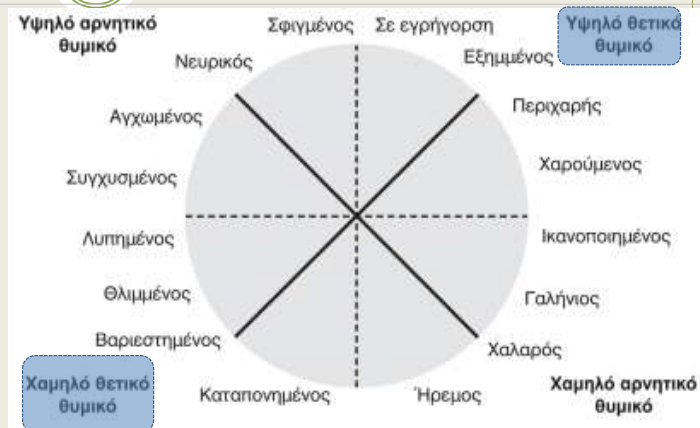 Υψηλό αρνητικό
θυμικό
Σφιγμένος
Σε εγρήγορση
Υψηλό θετικό
θυμικό
Νευρικός
Εξημμένος
Αγχωμένος
Περιχαρής
Συγχυσμένος
Χαρούμενος
Λυπημένος
Ικανοποιημένος
Θλιμμένος
Γαλήνιος
Βαριεστημένος
Χαλαρός
Χαμηλό θετικό
θυμικό
Καταπονημένος
Ήρεμος
Χαμηλό αρνητικό
θυμικό